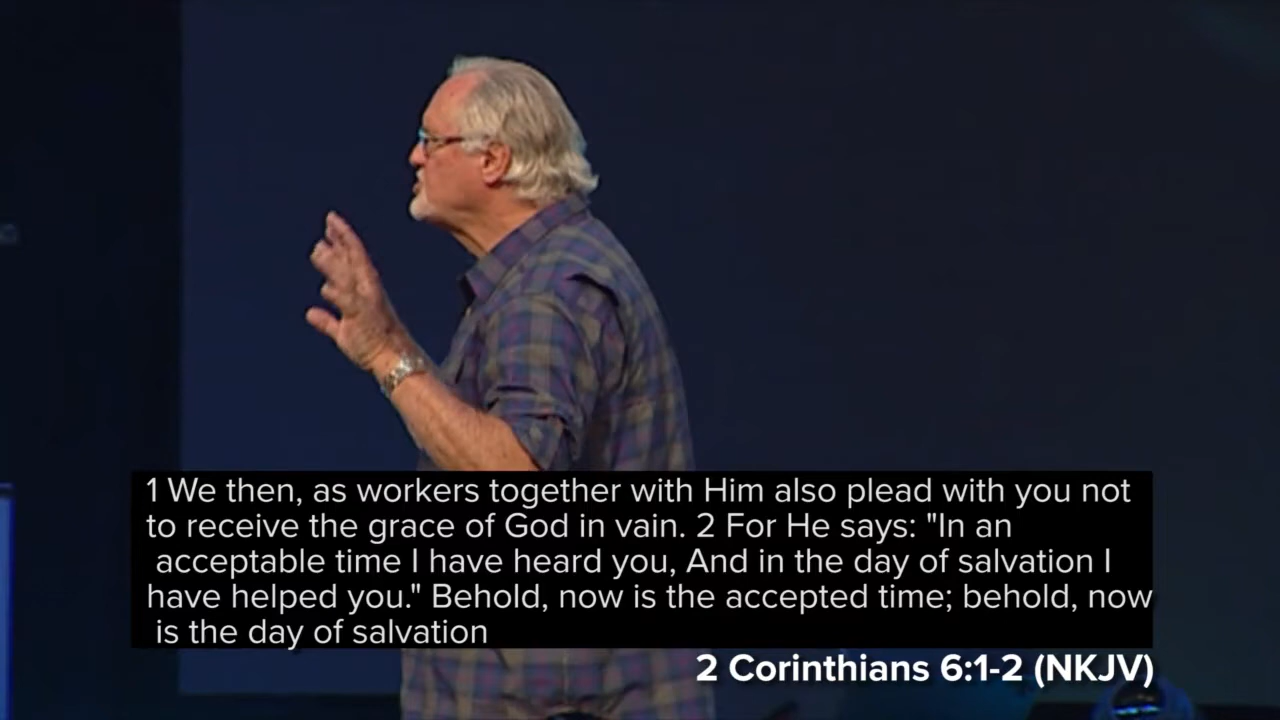 1 We then, as workers together with Him also plead with you not
to receive the grace of God in vain. 2 For He says: "In an
acceptable time I have heard you, And in the day of salvation I
have helped you." Behold, now is the accepted time; behold, now
is the day of salvation
2 Corinthians 6:1-2 (NKJV)